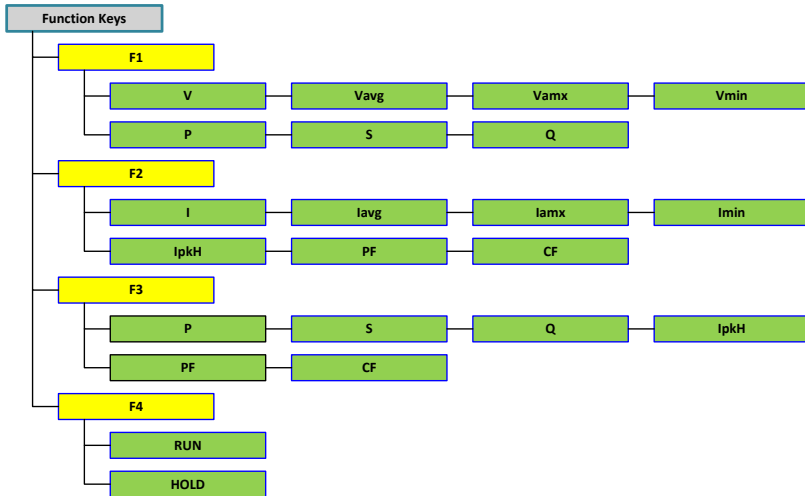 Function Keys
F1
V Vavg Vamx Vmin
P S Q
F2
I Iavg Iamx Imin
IpkH PF CF
F3
P S Q IpkH
PF CF
F4
RUN
HOLD